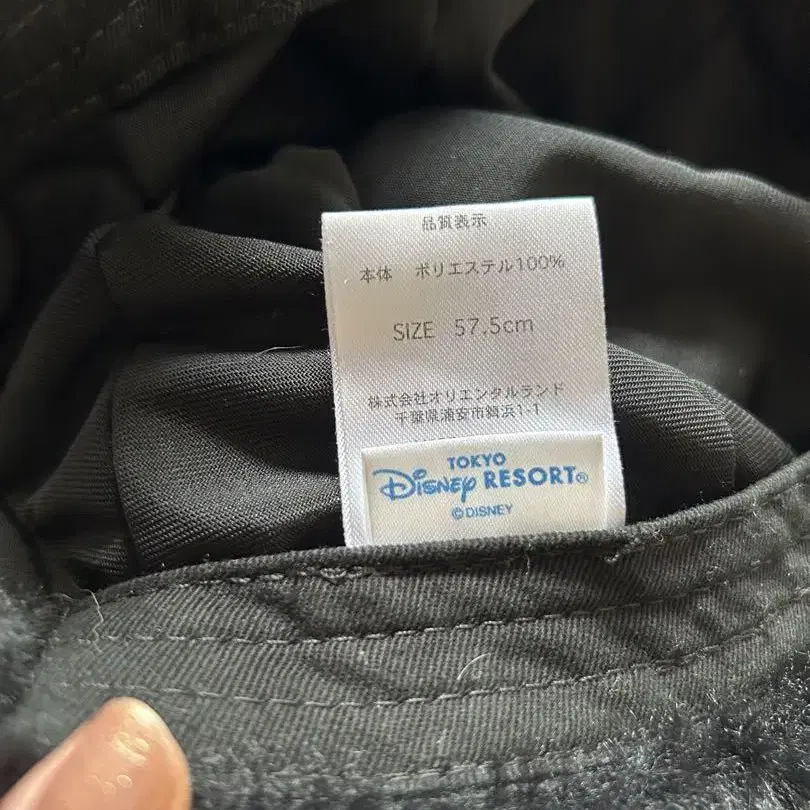 品質表示
本体 ポリエステル100%
SIZE 57.5cm
株式会社オリエンタルランド
千葉県浦安市舞浜1-1
TOKYO
Disney RESORT®
©DISNEY